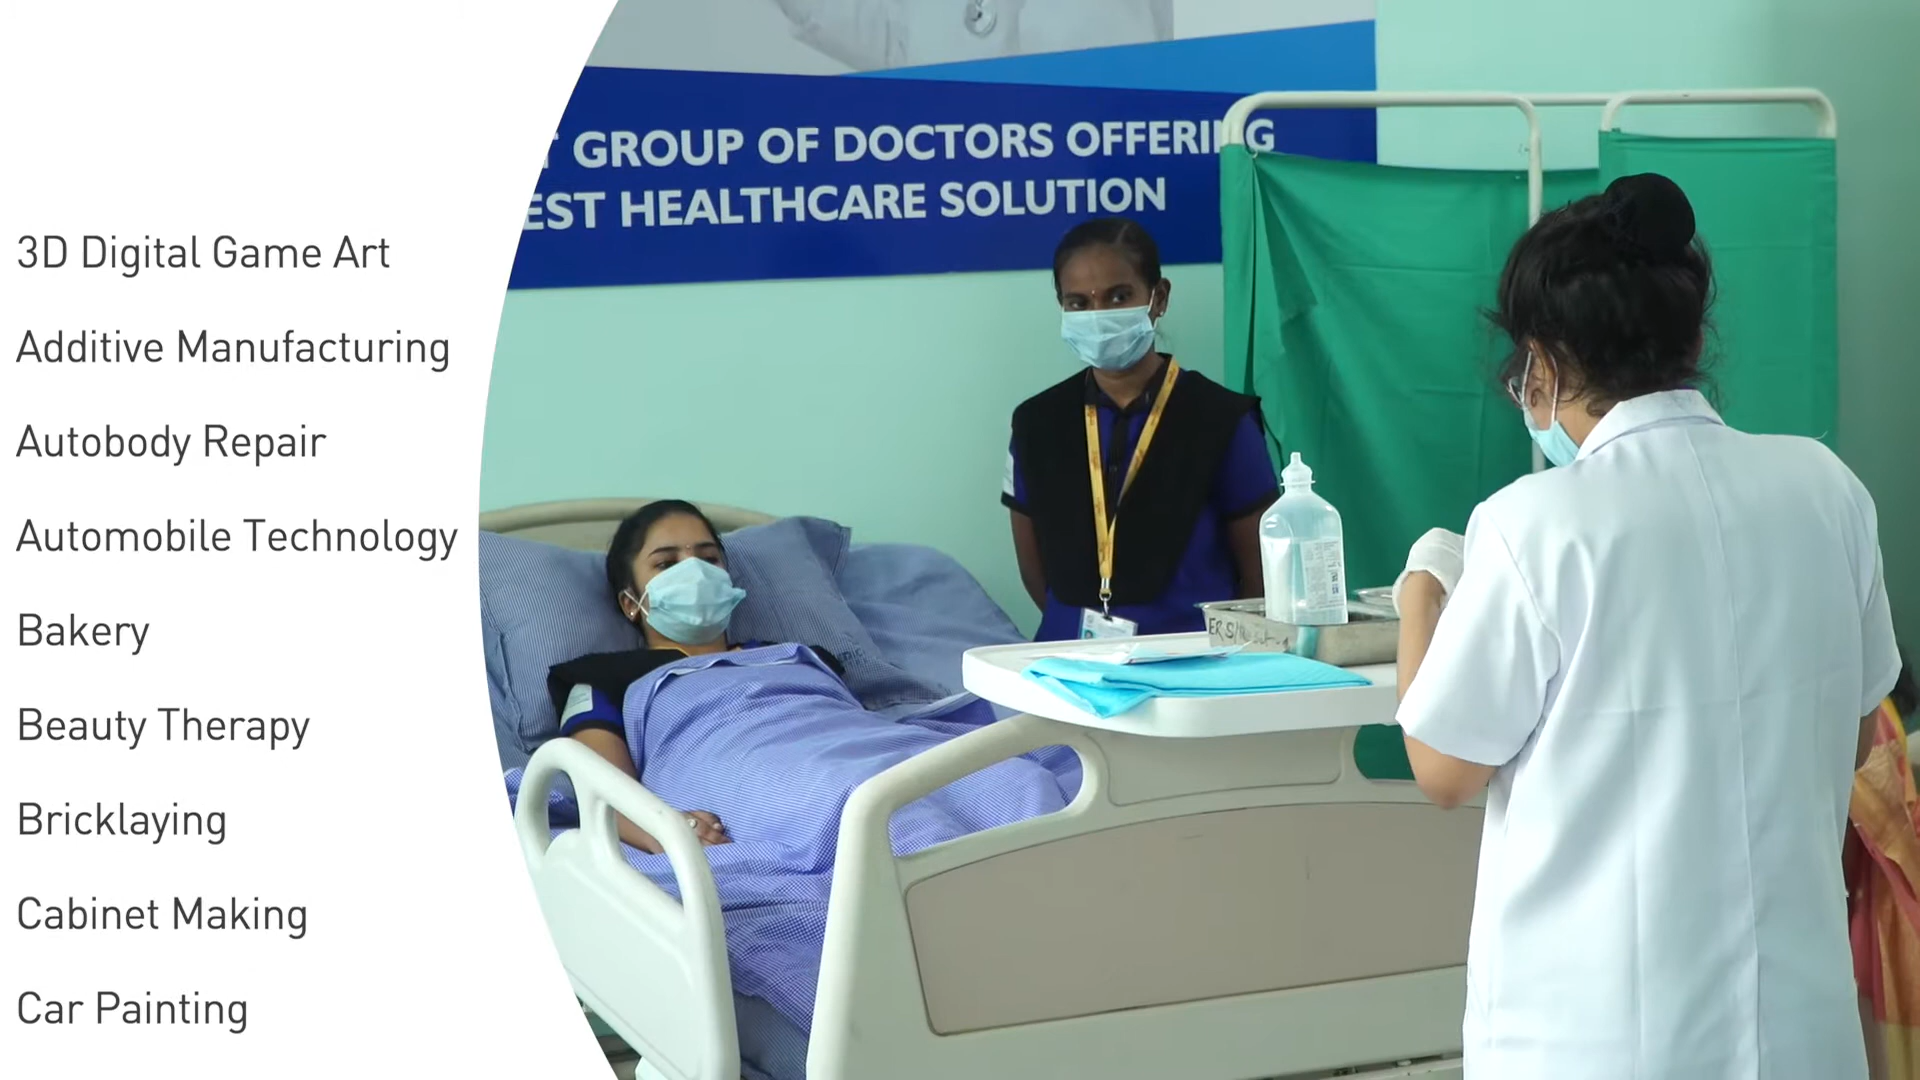 3D Digital Game Art
Additive Manufacturing
Autobody Repair
Automobile Technology
Bakery
Beauty Therapy
Bricklaying
Cabinet Making
Car Painting
GROUP OF DOCTORS OFFERING
EST HEALTHCARE SOLUTION